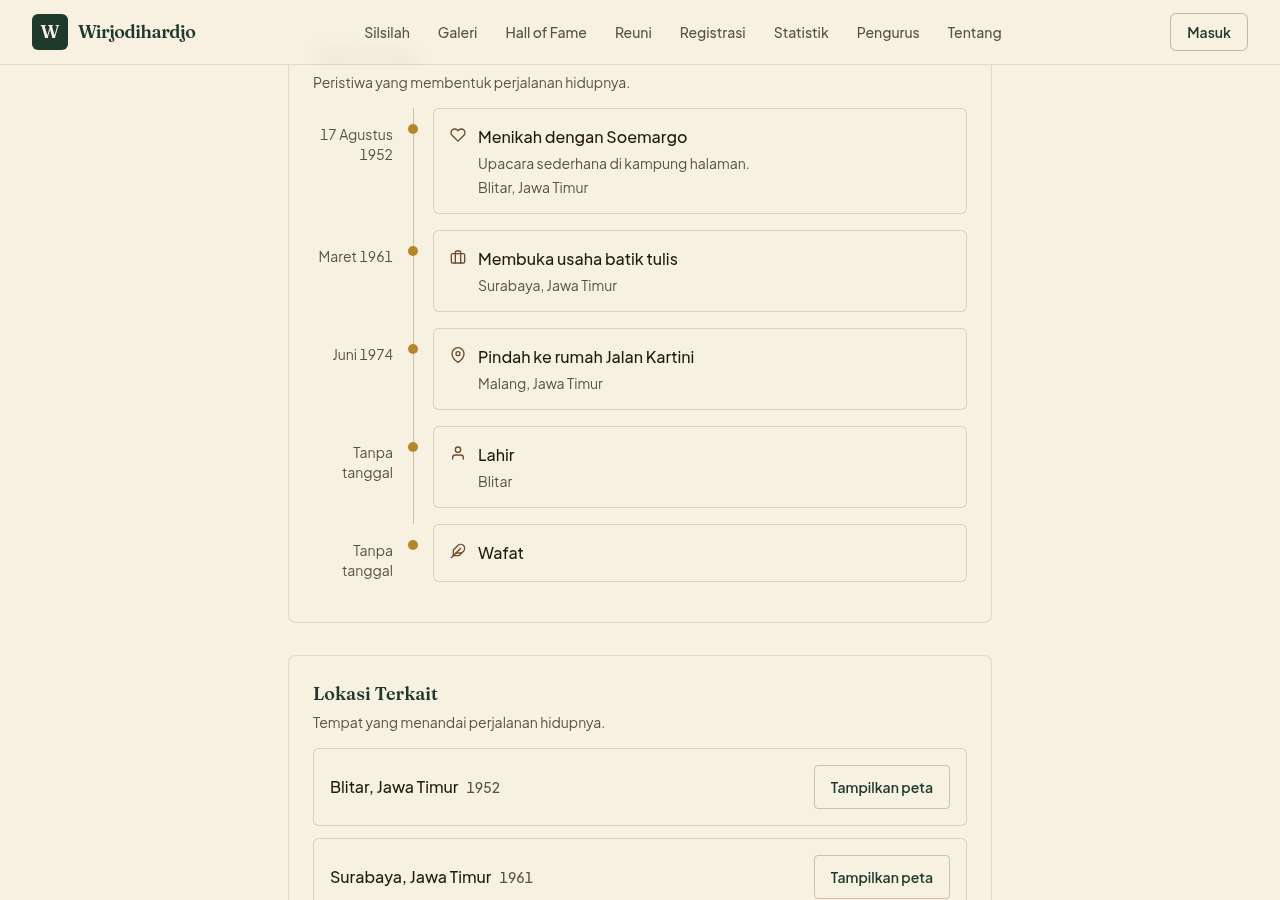 W Wirjodihardjo Silsilah Galeri Hall of Fame Reuni Registrasi Statistik Pengurus Tentang Masuk
Peristiwa yang membentuk perjalanan hidupnya.
17 Agustus
1952
Menikah dengan Soemargo
Upacara sederhana di kampung halaman.
Blitar, Jawa Timur
Maret 1961
Membuka usaha batik tulis
Surabaya, Jawa Timur
Juni 1974
Pindah ke rumah Jalan Kartini
Malang, Jawa Timur
Tanpa
tanggal
Lahir
Blitar
Tanpa
tanggal
Wafat
Lokasi Terkait
Tempat yang menandai perjalanan hidupnya.
Blitar, Jawa Timur 1952 Tampilkan peta
Surabaya, Jawa Timur 1961 Tampilkan peta